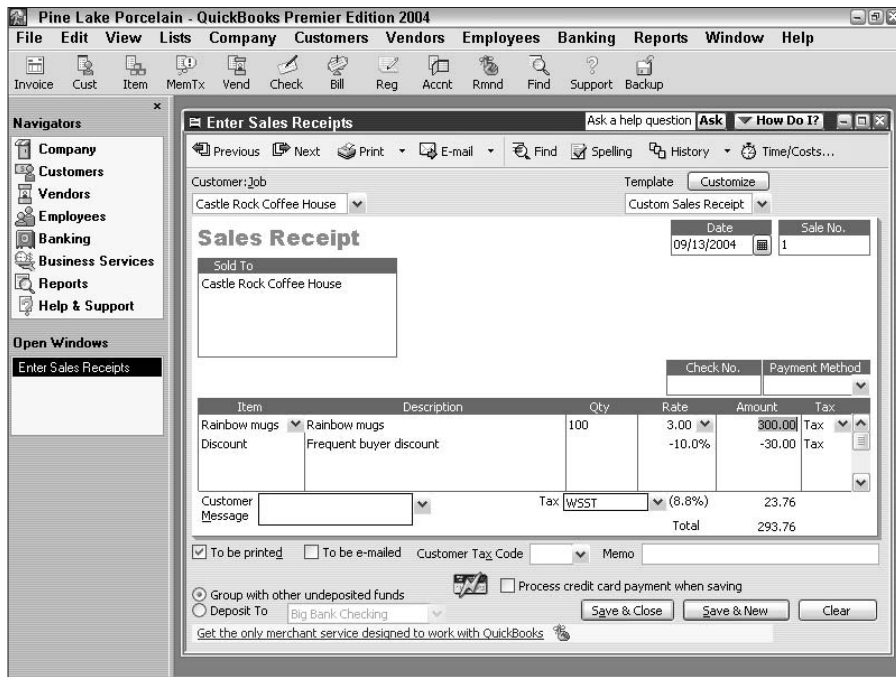 Pine Lake Porcelain - QuickBooks Premier Edition 2004
File Edit View Lists Company Customers Vendors Employees Banking Reports Window Help
Invoice Cust Item MemTx Vend Check Bill Reg Accnt Rmnd Find Support Backup
Navigators
Company
Customers
Vendors
Employees
Banking
Business Services
Reports
Help & Support
Open Windows
Enter Sales Receipts
Enter Sales Receipts Ask a help question Ask How Do I?
Previous Next Print E-mail Find Spelling History Time/Costs...
Customer:Job Template Customize
Castle Rock Coffee House Custom Sales Receipt
Sales Receipt Date Sale No.
09/13/2004 1
Sold To
Castle Rock Coffee House
Check No. Payment Method
Item Description Qty Rate Amount Tax
Rainbow mugs Rainbow mugs 100 3.00 300.00 Tax
Discount Frequent buyer discount -10.0% -30.00 Tax
Customer Message Tax WSST (8.8%) 23.76
Total 293.76
To be printed To be e-mailed Customer Tax Code Memo
Process credit card payment when saving
Group with other undeposited funds
Deposit To Big Bank Checking Save & Close Save & New Clear
Get the only merchant service designed to work with QuickBooks